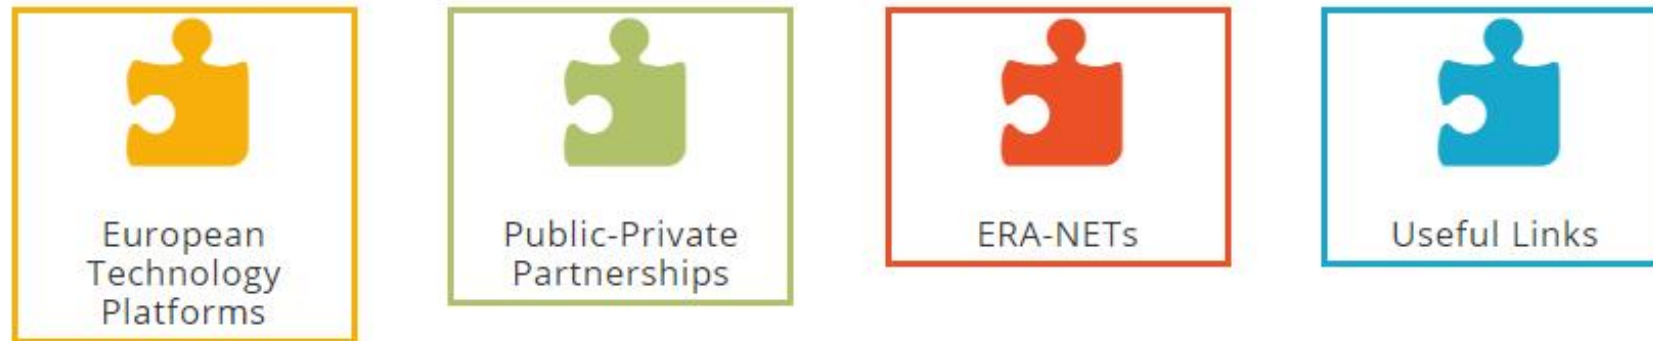 European
Technology
Platforms
Public-Private
Partnerships
ERA-NETs
Useful Links